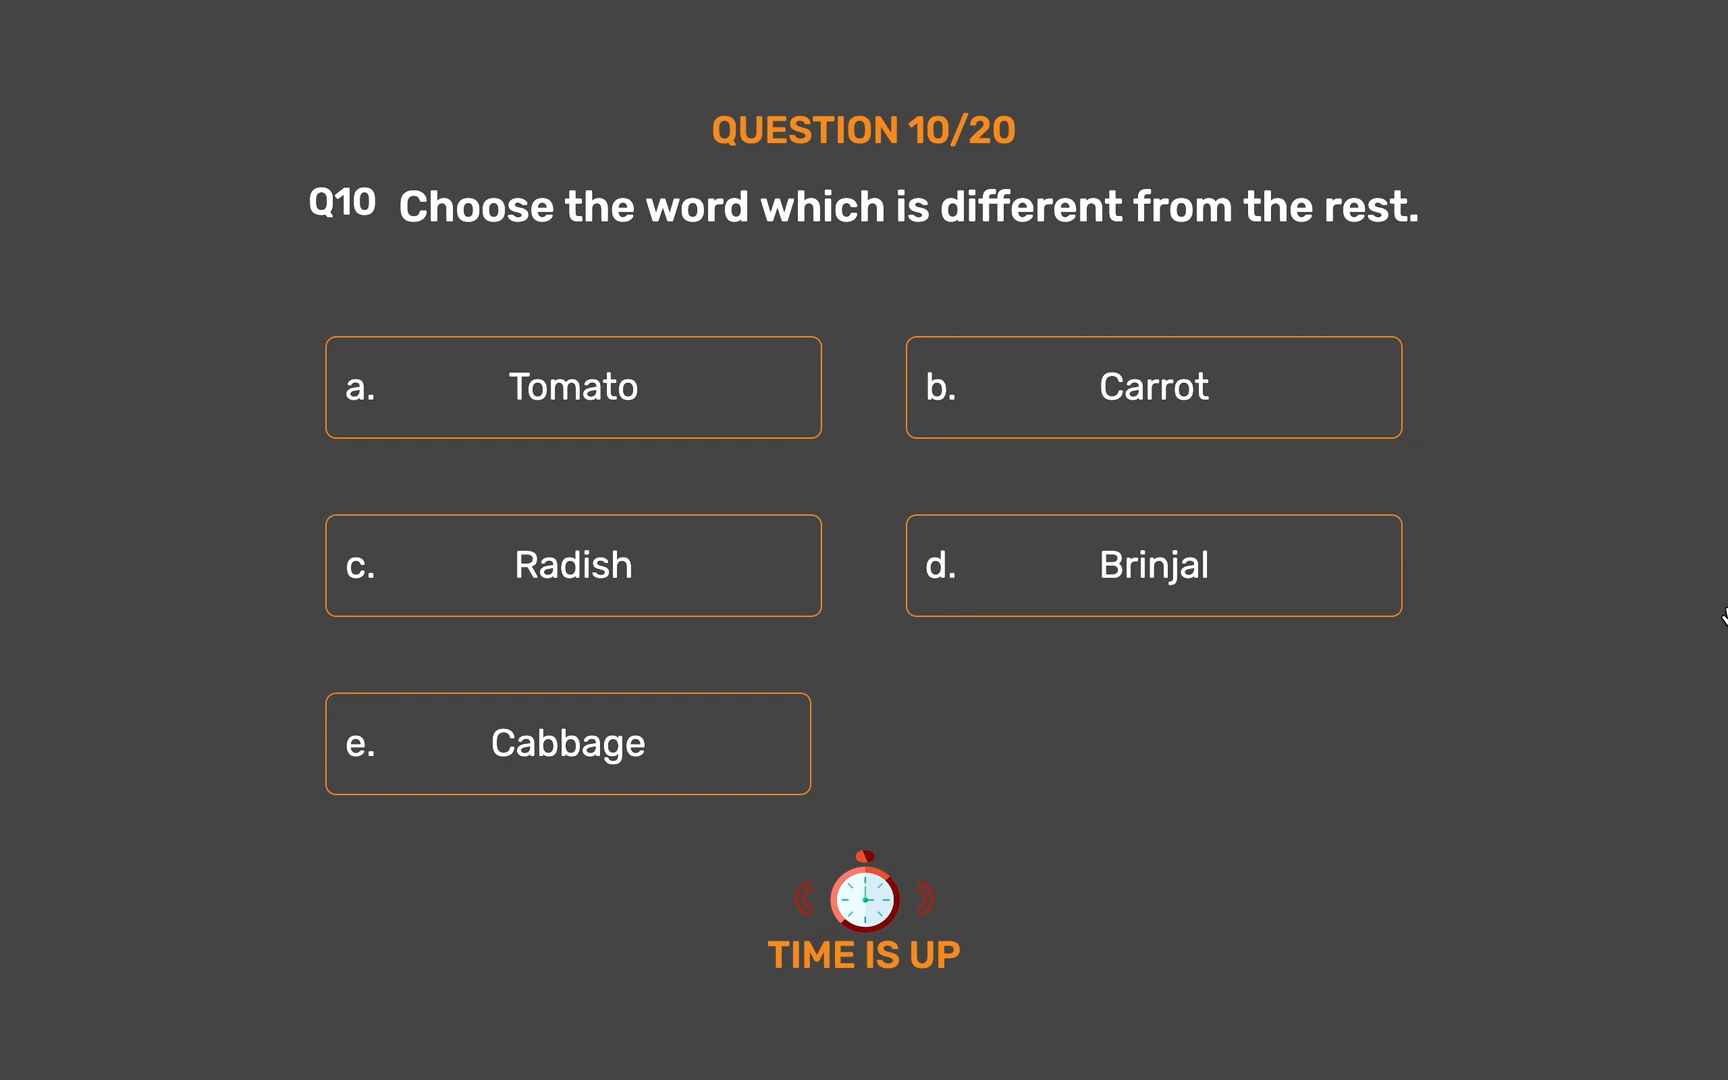 QUESTION 10/20
Q10 Choose the word which is different from the rest.
a. Tomato
b. Carrot
c. Radish
d. Brinjal
e. Cabbage
TIME IS UP